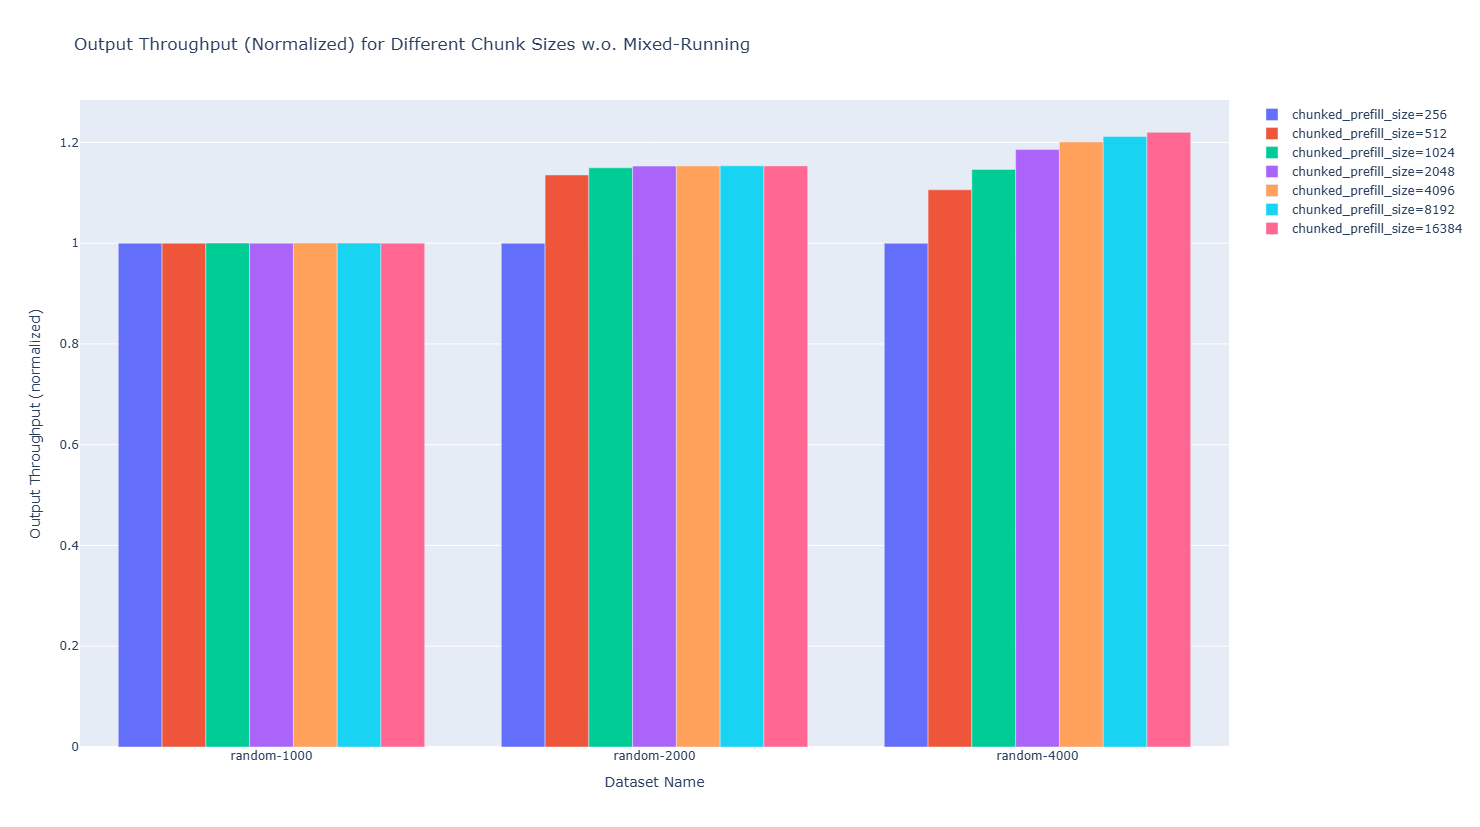 Output Throughput (Normalized) for Different Chunk Sizes w.o. Mixed-Running
chunked_prefill_size=256
chunked_prefill_size=512
chunked_prefill_size=1024
chunked_prefill_size=2048
chunked_prefill_size=4096
chunked_prefill_size=8192
chunked_prefill_size=16384
Output Throughput (normalized)
1.2
1
0.8
0.6
0.4
0.2
0
random-1000
random-2000
random-4000
Dataset Name